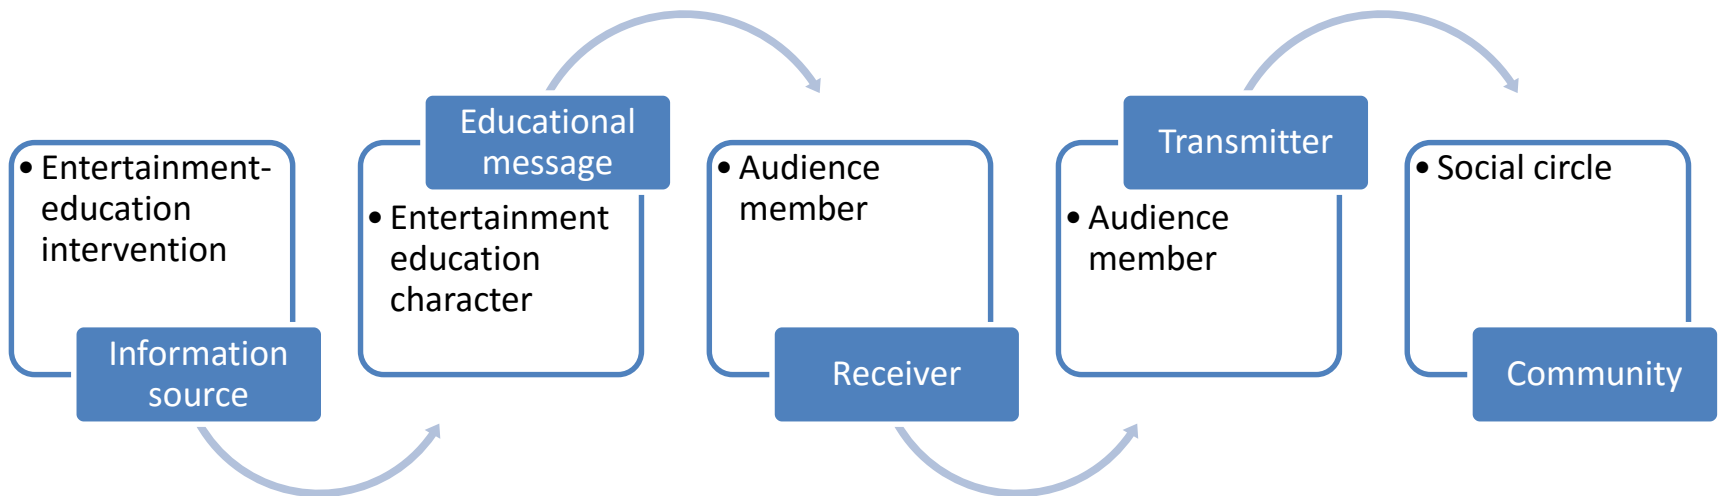 • Entertainment-
education
intervention
Information
source
Educational
message
• Entertainment
education
character
• Audience
member
Receiver
Transmitter
• Audience
member
• Social circle
Community